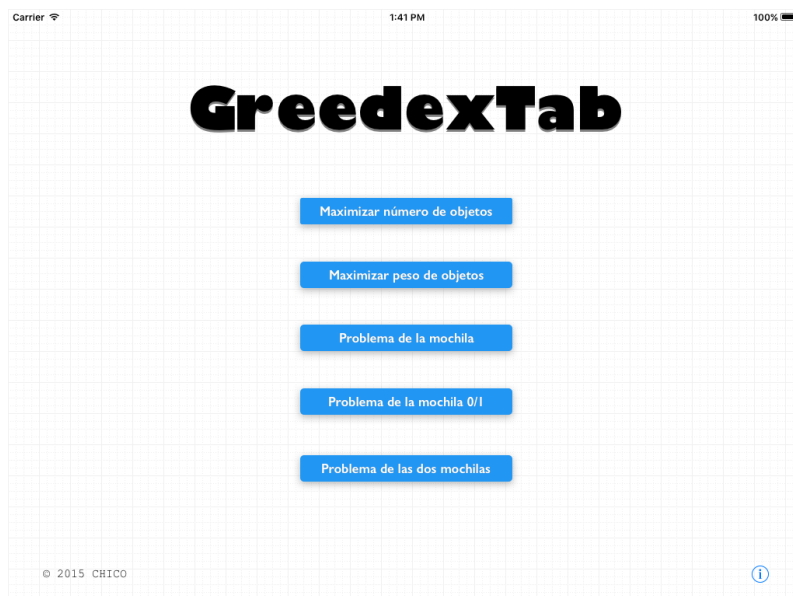 Carrier 1:41 PM 100%
GreedexTab
Maximizar número de objetos
Maximizar peso de objetos
Problema de la mochila
Problema de la mochila 0/1
Problema de las dos mochilas
© 2015 CHICO
i